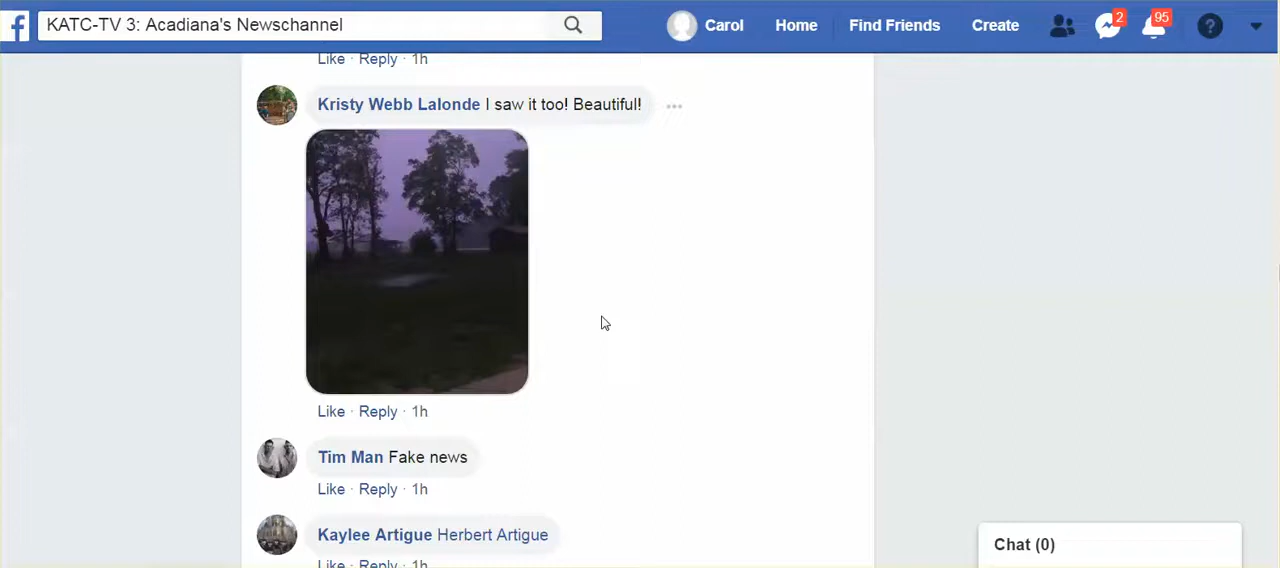 f KATC-TV 3: Acadiana's Newschannel Carol Home Find Friends Create 2 95 ?
Like · Reply · 1h
Kristy Webb Lalonde I saw it too! Beautiful! ...
Like · Reply · 1h
Tim Man Fake news
Like · Reply · 1h
Kaylee Artigue Herbert Artigue
Like · Reply · 1h
Chat (0)